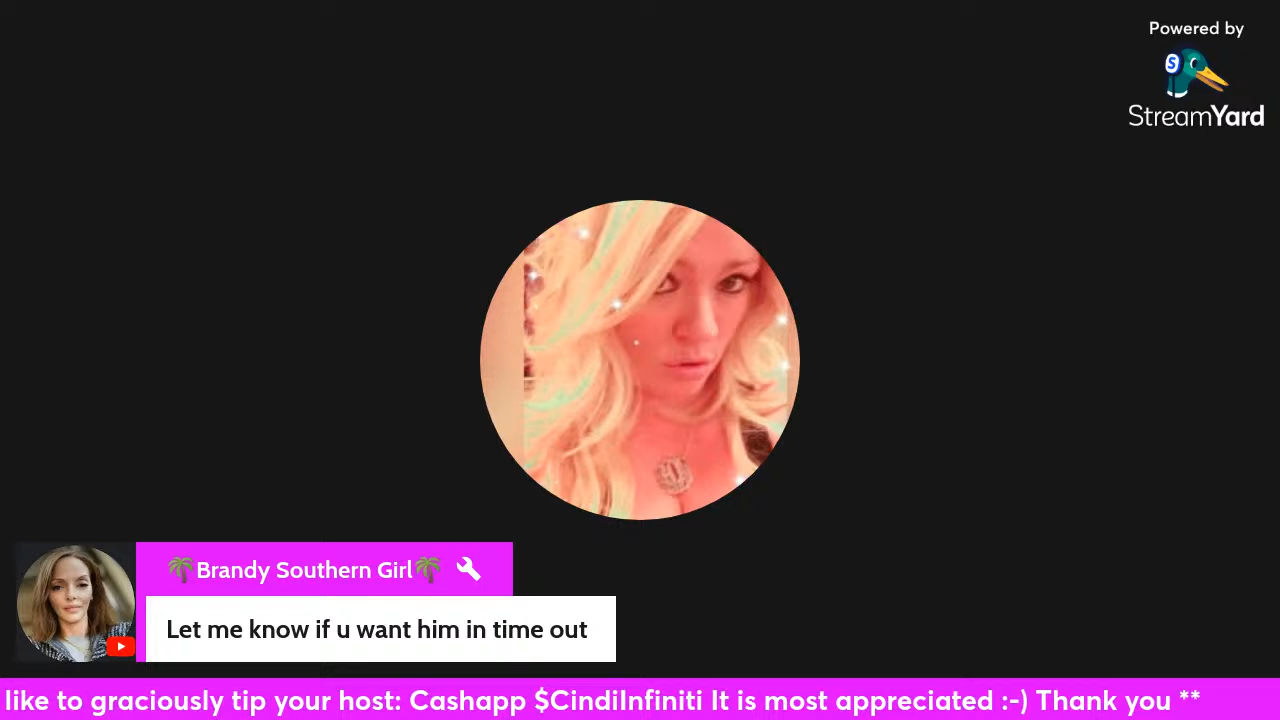 Powered by
S
StreamYard
🌴Brandy Southern Girl🌴
Let me know if u want him in time out
like to graciously tip your host: Cashapp $CindiInfiniti It is most appreciated :-) Thank you **